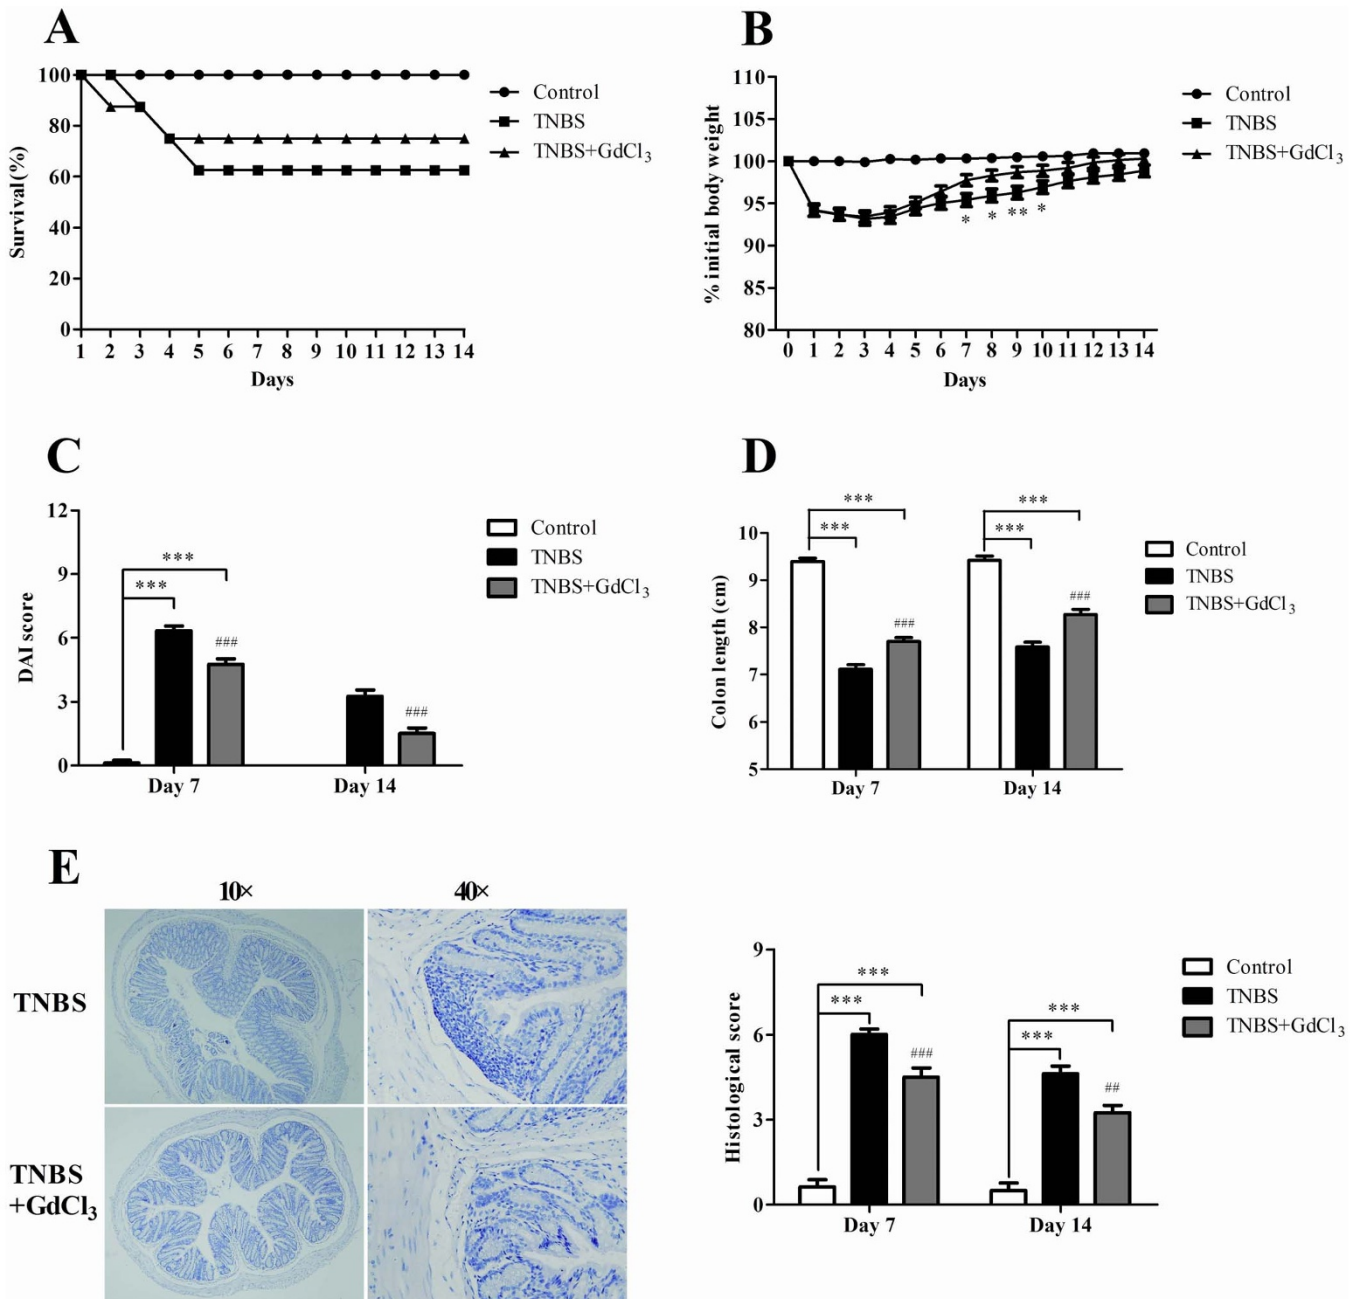 A
Survival (%)
100
80
60
40
20
0
1 2 3 4 5 6 7 8 9 10 11 12 13 14
Days
Control
TNBS
TNBS+GdCl3
B
% initial body weight
110
105
100
95
90
85
80
* * ** *
0 1 2 3 4 5 6 7 8 9 10 11 12 13 14
Days
Control
TNBS
TNBS+GdCl3
C
DAI score
12
9
6
3
0
***
***
###
###
Day 7 Day 14
Control
TNBS
TNBS+GdCl3
D
Colon length (cm)
10
9
8
7
6
5
***
***
###
***
***
###
Day 7 Day 14
Control
TNBS
TNBS+GdCl3
E
10× 40×
TNBS
TNBS
+GdCl3
Histological score
9
6
3
0
***
***
###
***
***
##
Day 7 Day 14
Control
TNBS
TNBS+GdCl3